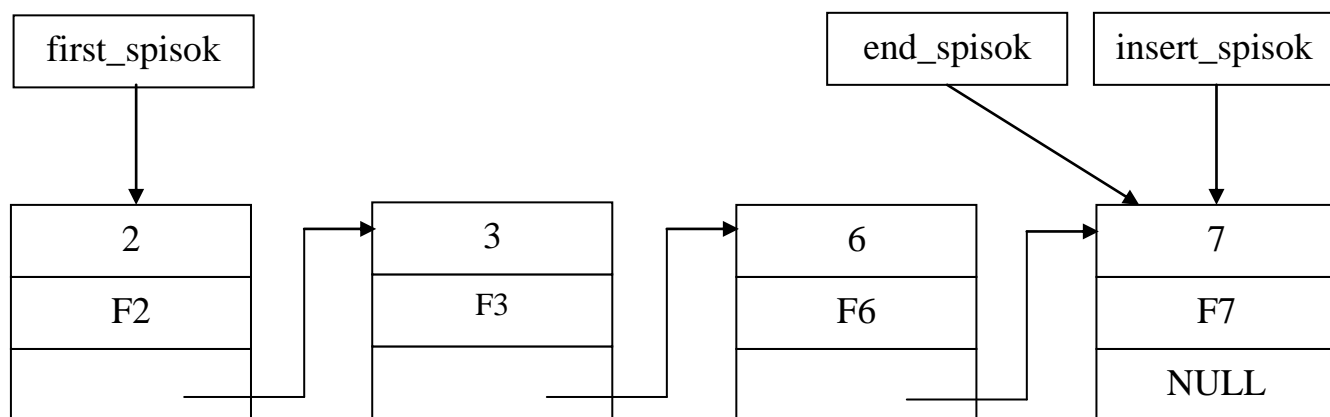 first_spisok
end_spisok
insert_spisok
2
3
6
7
F2
F3
F6
F7
NULL